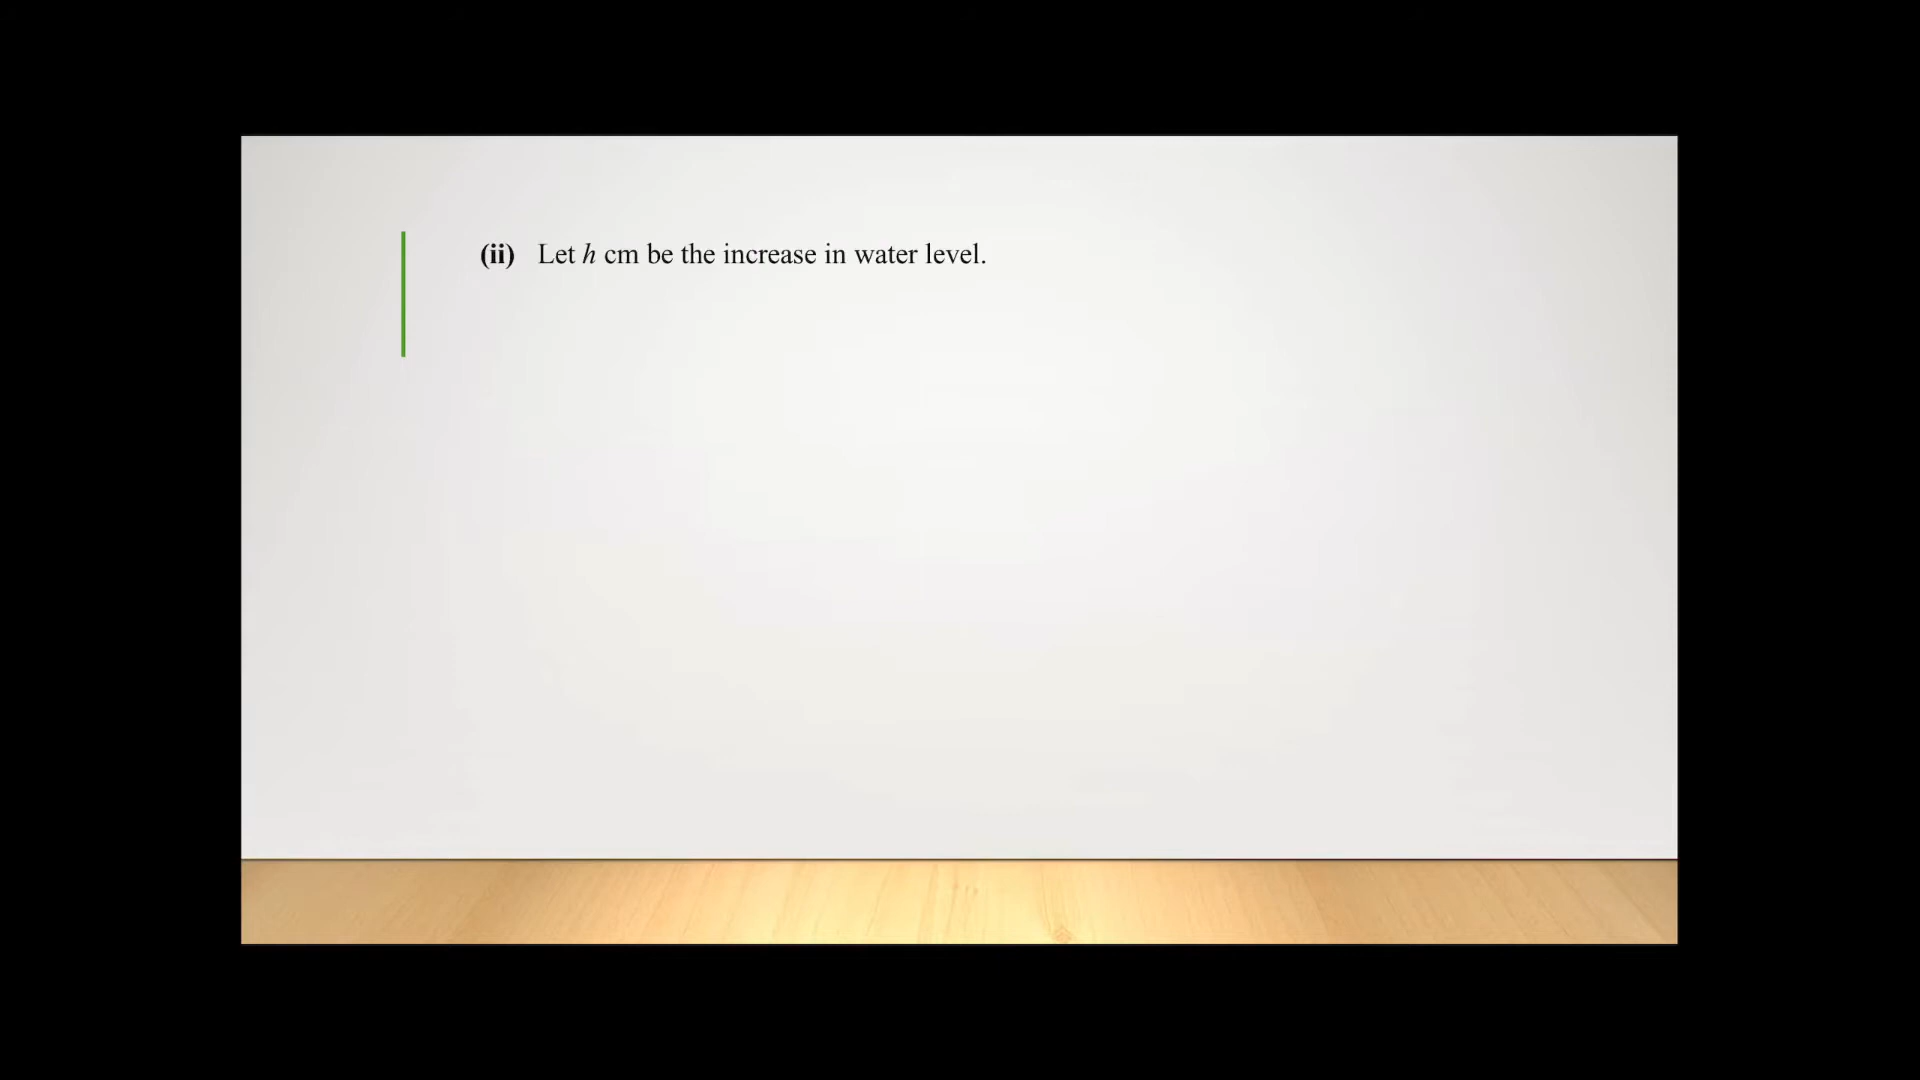 (ii) Let h cm be the increase in water level.